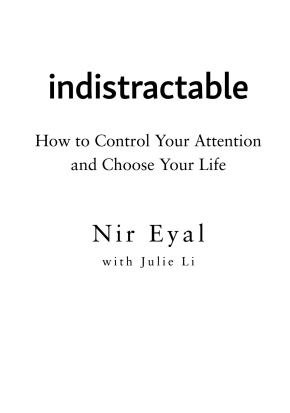 indistractable
How to Control Your Attention
and Choose Your Life
Nir Eyal
with Julie Li